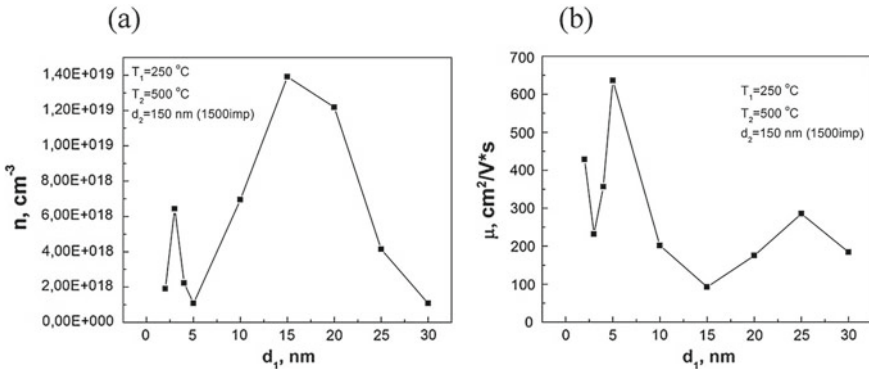 (a)
(b)
T₁=250 °C
T₂=500 °C
d₂=150 nm (1500imp)
1,40E+019
1,20E+019
1,00E+019
8,00E+018
6,00E+018
4,00E+018
2,00E+018
0,00E+000
n, cm⁻³
0 5 10 15 20 25 30
d₁, nm
T₁=250 °C
T₂=500 °C
d₂=150 nm (1500imp)
700
600
500
400
300
200
100
0
μ, cm²/V*s
0 5 10 15 20 25 30
d₁, nm